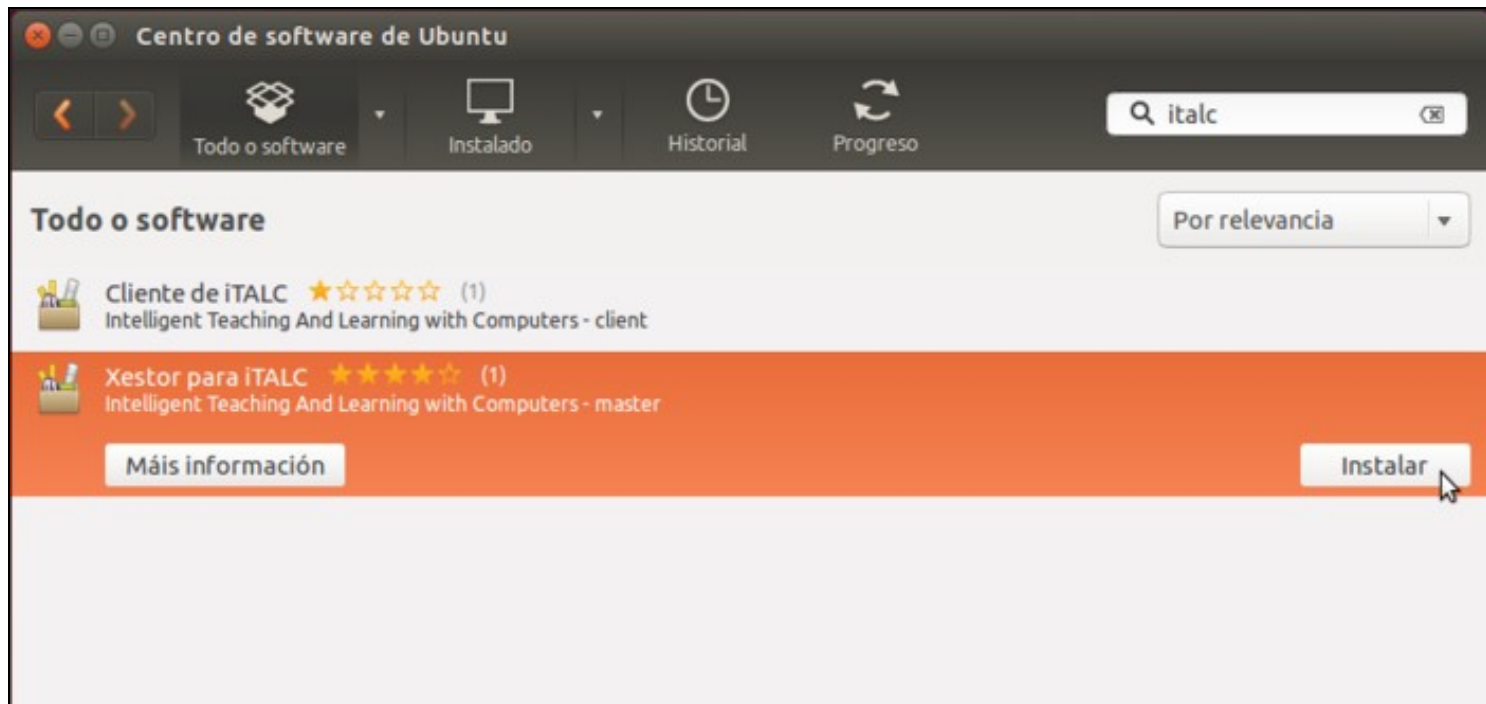 Centro de software de Ubuntu
Todo o software
Instalado
Historial
Progreso
italc
Todo o software
Por relevancia
Cliente de iTALC (1)
Intelligent Teaching And Learning with Computers - client
Xestor para iTALC (1)
Intelligent Teaching And Learning with Computers - master
Máis información
Instalar